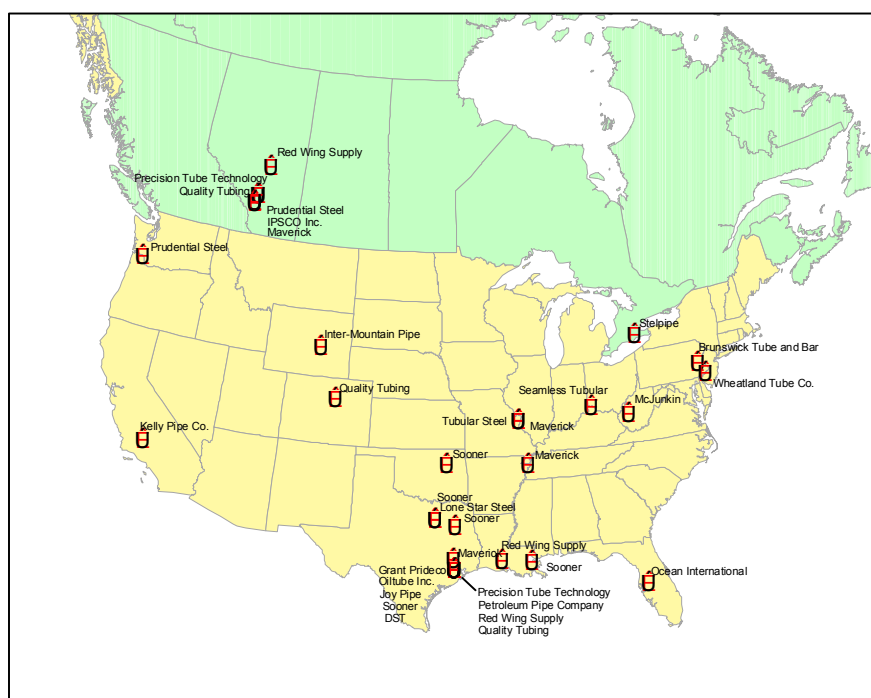 Red Wing Supply
Precision Tube Technology
Quality Tubing
Prudential Steel
IPSCO Inc.
Maverick
Prudential Steel
Stelpipe
Inter-Mountain Pipe
Brunswick Tube and Bar
Wheatland Tube Co.
Quality Tubing
Seamless Tubular
McJunkin
Tubular Steel
Maverick
Kelly Pipe Co.
Sooner
Maverick
Sooner
Lone Star Steel
Sooner
Maverick
Red Wing Supply
Sooner
Ocean International
Grant Prideco
Oiltube Inc.
Joy Pipe
Sooner
DST
Precision Tube Technology
Petroleum Pipe Company
Red Wing Supply
Quality Tubing